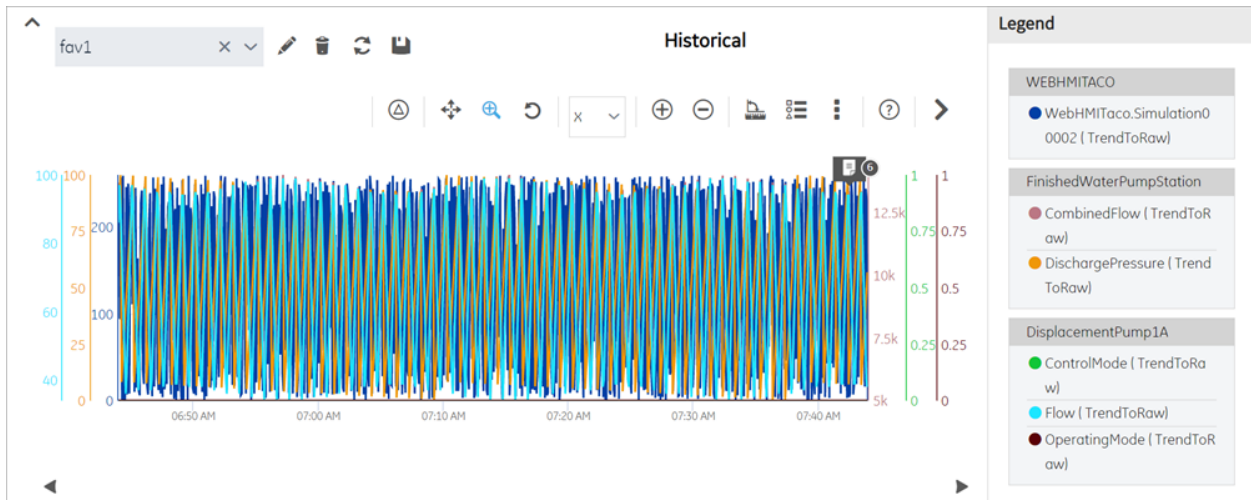 fav1
Historical
Legend
x
?
WEBHMITACO
WebHMITaco.Simulation0
0002 ( TrendToRaw)
FinishedWaterPumpStation
CombinedFlow ( TrendToR
aw)
DischargePressure ( Trend
ToRaw)
DisplacementPump1A
ControlMode ( TrendToRa
w)
Flow ( TrendToRaw)
OperatingMode ( TrendToR
aw)
6
100
80
60
40
100
75
50
25
0
200
100
0
12.5k
10k
7.5k
5k
1
0.75
0.5
0.25
0
1
0.75
0.5
0.25
0
06:50 AM
07:00 AM
07:10 AM
07:20 AM
07:30 AM
07:40 AM